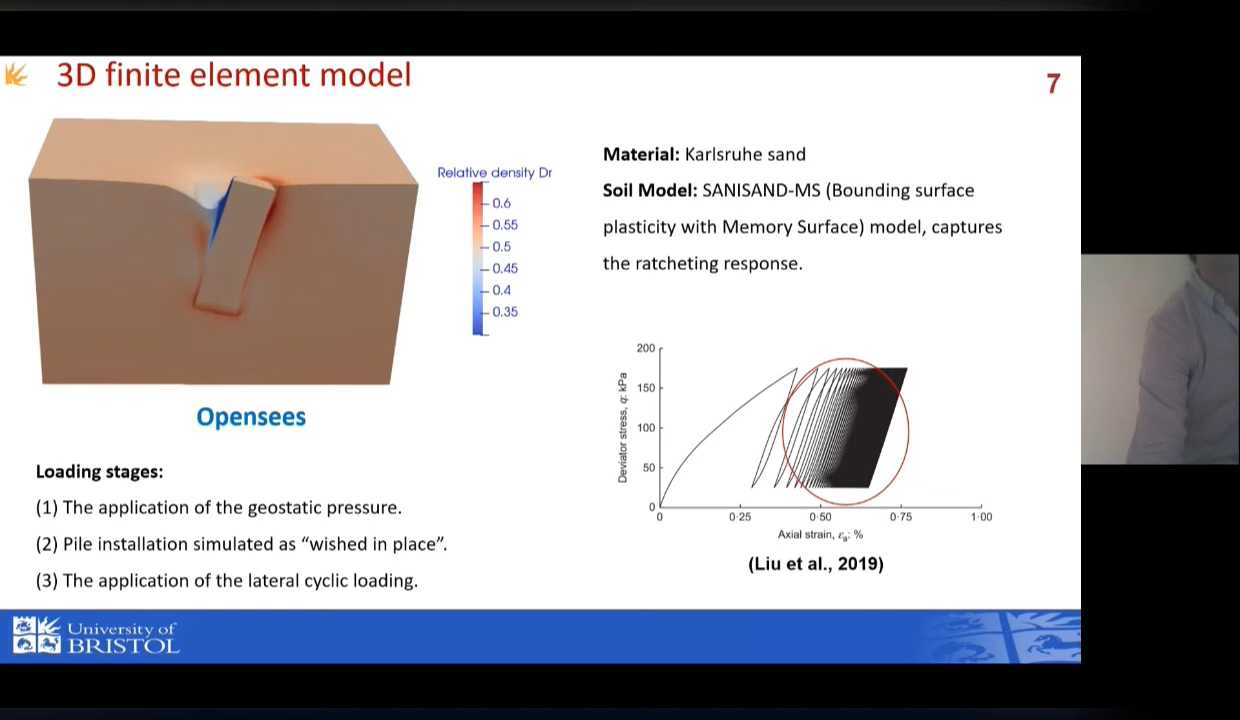 3D finite element model
7
Relative density Dr
0.6
0.55
0.5
0.45
0.4
0.35
Opensees
Loading stages:
(1) The application of the geostatic pressure.
(2) Pile installation simulated as “wished in place”.
(3) The application of the lateral cyclic loading.
Material: Karlsruhe sand
Soil Model: SANISAND-MS (Bounding surface
plasticity with Memory Surface) model, captures
the ratcheting response.
Deviator stress, q: kPa
200
150
100
50
0
0
0·25
0·50
0·75
1·00
Axial strain, εₐ: %
(Liu et al., 2019)
University of
BRISTOL